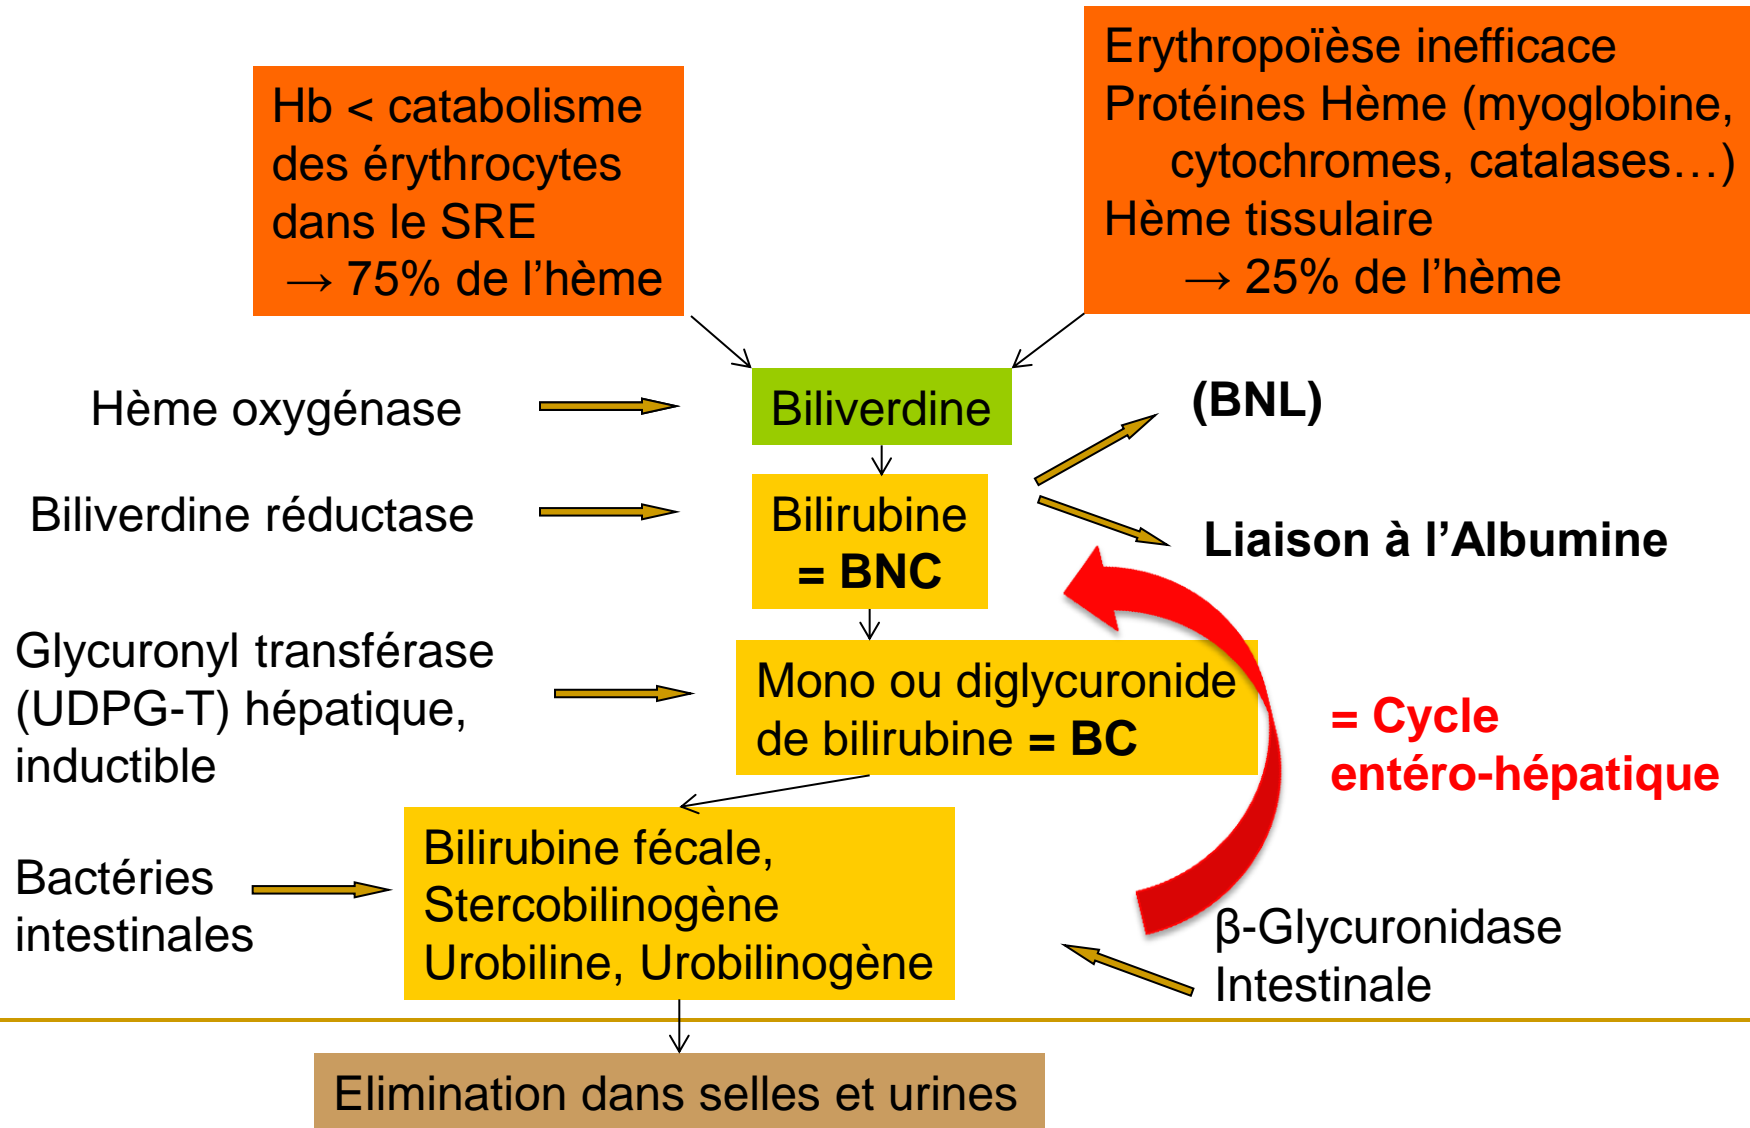 Hb < catabolisme
des érythrocytes
dans le SRE
→ 75% de l’hème
Erythropoïèse inefficace
Protéines Hème (myoglobine,
cytochromes, catalases…)
Hème tissulaire
→ 25% de l’hème
Hème oxygénase
Biliverdine
(BNL)
Biliverdine réductase
Bilirubine
= BNC
Liaison à l’Albumine
Glycuronyl transférase
(UDPG-T) hépatique,
inductible
Mono ou diglycuronide
de bilirubine = BC
= Cycle
entéro-hépatique
Bactéries
intestinales
Bilirubine fécale,
Stercobilinogène
Urobiline, Urobilinogène
β-Glycuronidase
Intestinale
Elimination dans selles et urines